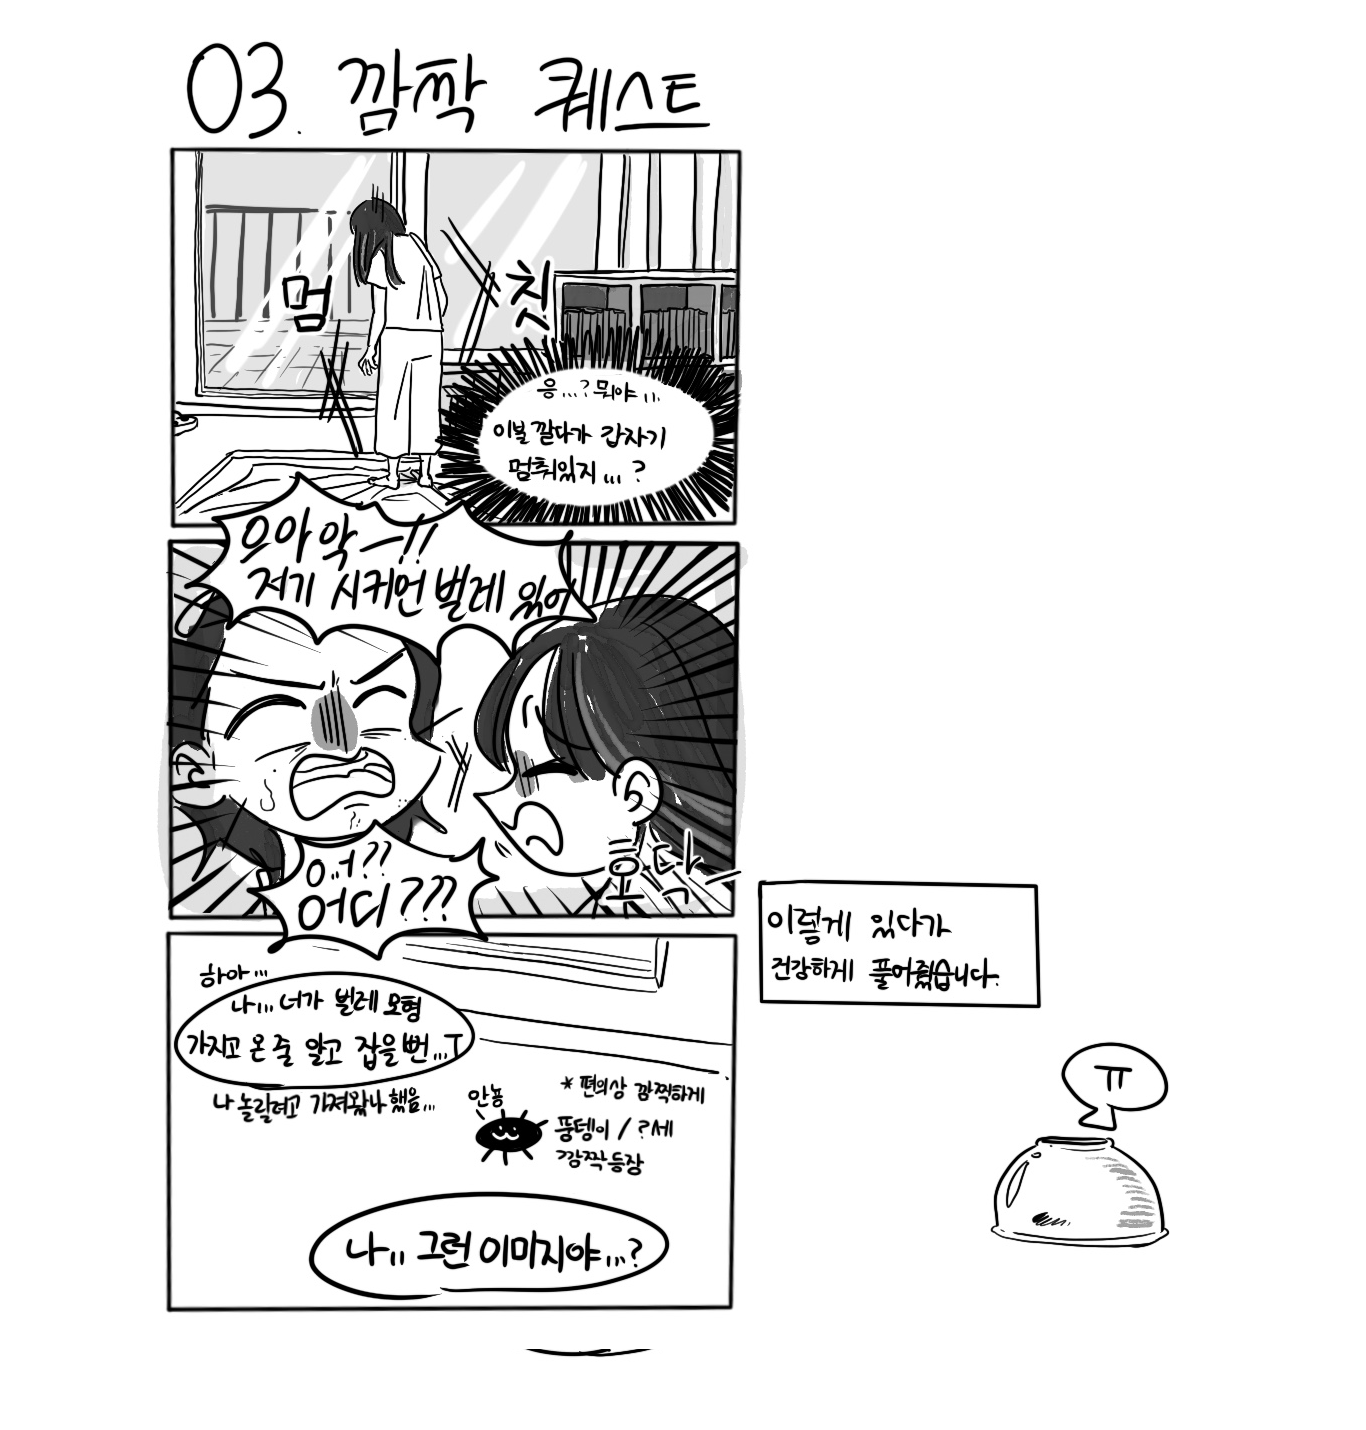 03. 깜짝 퀘스트
멈
칫
응...? 뭐야...
이불 깔다가 갑자기
멈춰있지...?
으아악—!!
저기 시커먼 벌레 있어
어..??
어디???
후다닥
하아...
나... 너가 벌레 모형
가지고 온 줄 알고 잡을뻔...T
나 놀릴려고 가져왔나 했음...
안뇽
* 편의상 깜찍하게
풍뎅이 / ?세
깜짝 등장
나.. 그런 이미지야...?
이렇게 있다가
건강하게 풀어줬습니다.
ㅠ